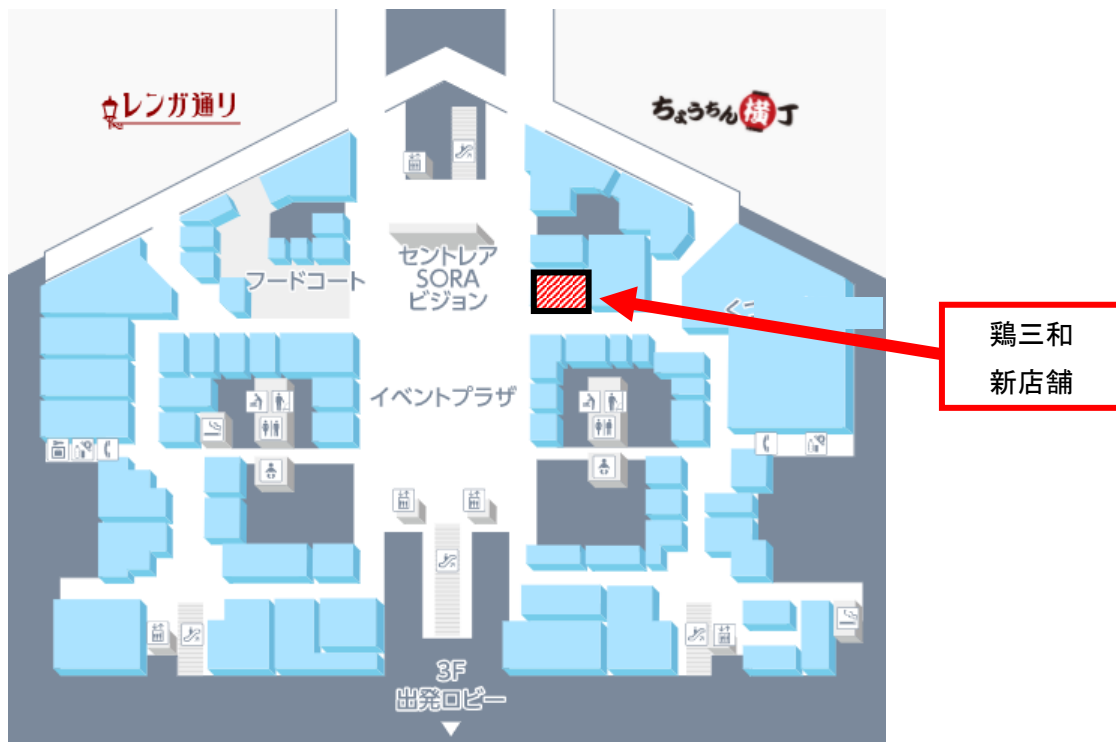 レンガ通り
ちょうちん横丁
セントレア
SORA
ビジョン
フードコート
イベントプラザ
鶏三和
新店舗
3F
出発ロビー